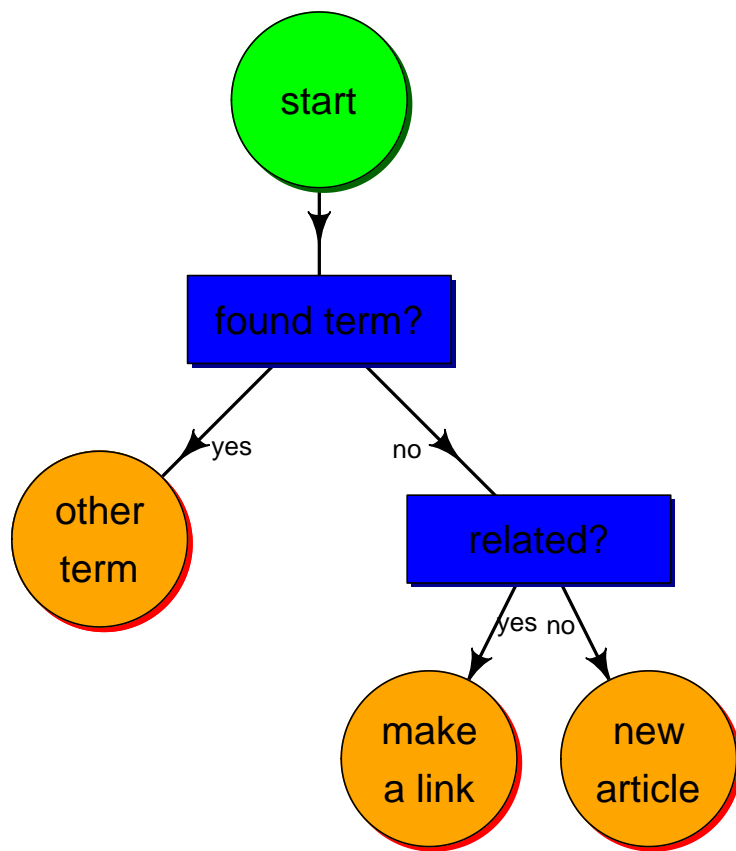 start
found term?
yes
no
other
term
related?
yes
no
make
a link
new
article